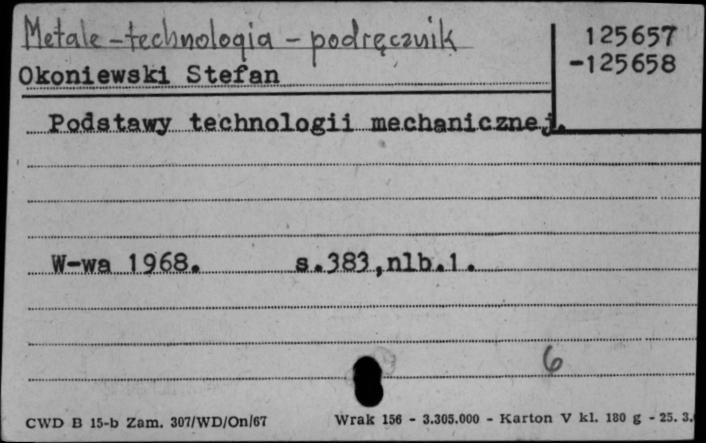 Metale - technologia - podręcznik
125657
Okoniewski Stefan
-125658
Podstawy technologii mechanicznej.
W-wa 1968. s.383,nlb.1.
6
CWD B 15-b Zam. 307/WD/On/67 Wrak 156 - 3.305.000 - Karton V kl. 180 g - 25. 3.